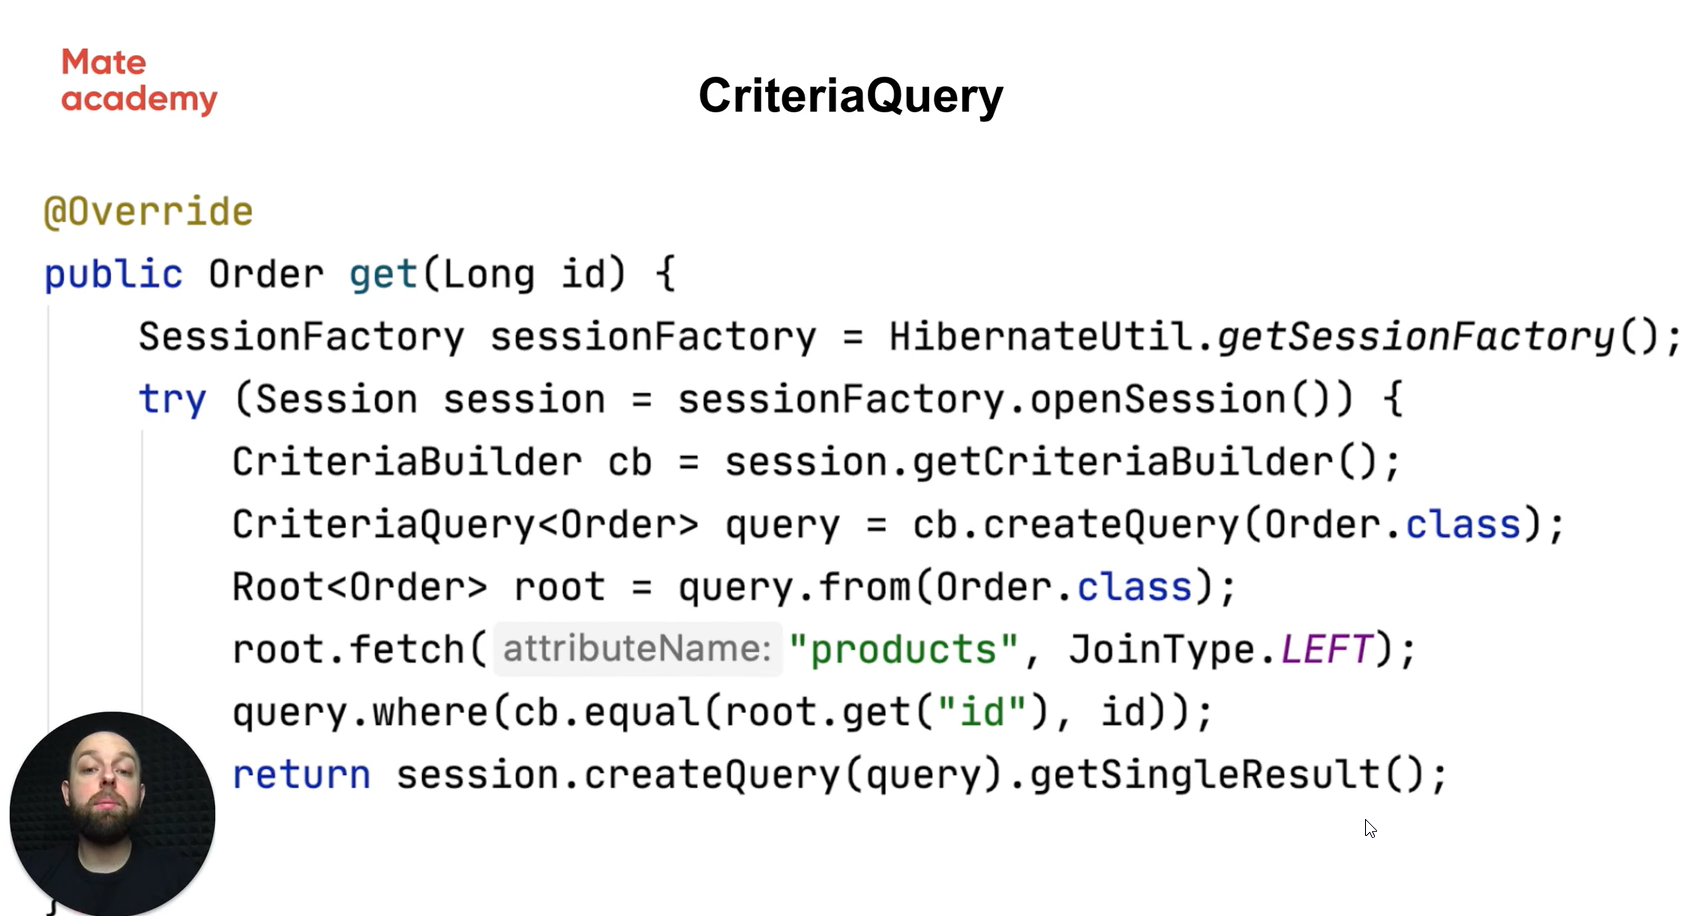 Mate
academy
CriteriaQuery
@Override
public Order get(Long id) {
SessionFactory sessionFactory = HibernateUtil.getSessionFactory();
try (Session session = sessionFactory.openSession()) {
CriteriaBuilder cb = session.getCriteriaBuilder();
CriteriaQuery<Order> query = cb.createQuery(Order.class);
Root<Order> root = query.from(Order.class);
root.fetch( attributeName: "products", JoinType.LEFT);
query.where(cb.equal(root.get("id"), id));
return session.createQuery(query).getSingleResult();
}